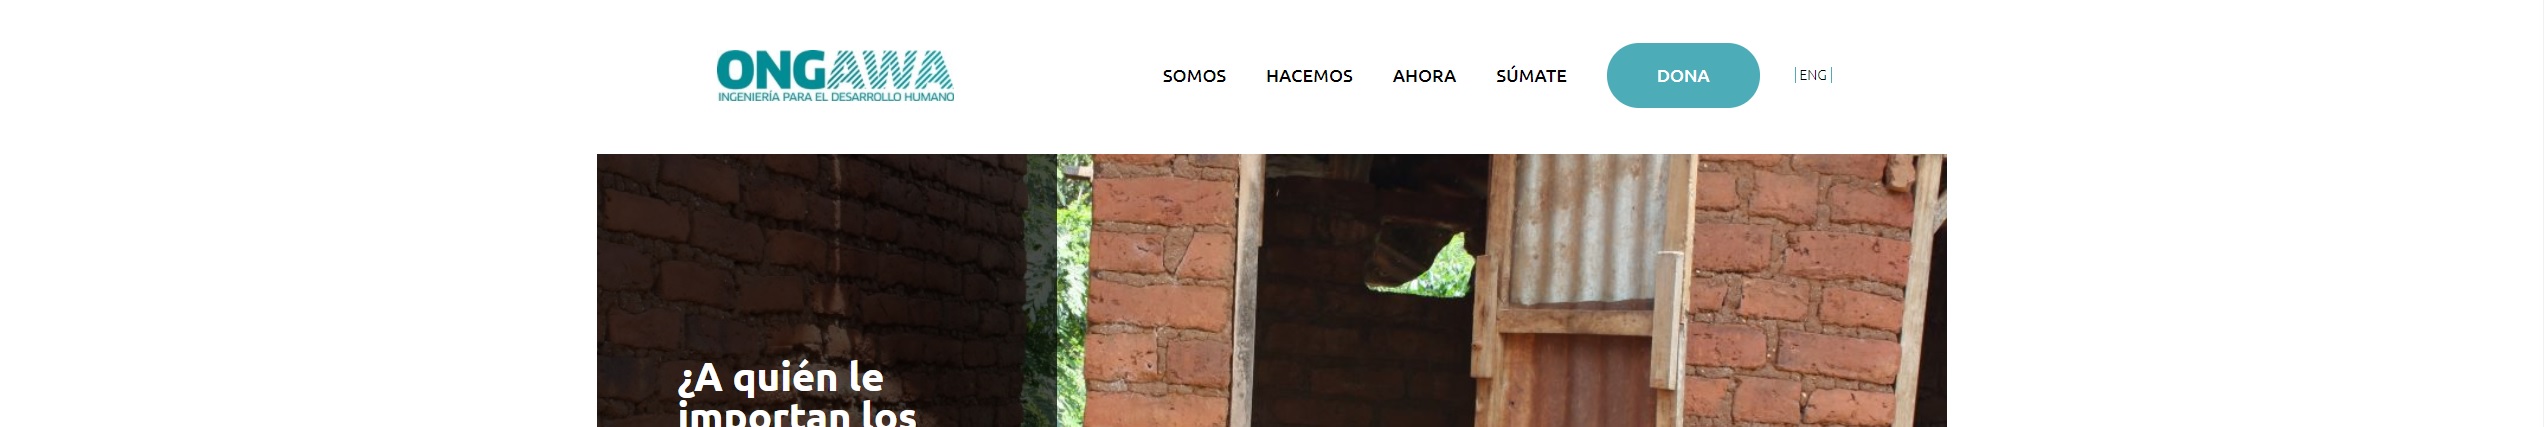 ONGAWA
INGENIERÍA PARA EL DESARROLLO HUMANO
SOMOS HACEMOS AHORA SÚMATE DONA | ENG |
¿A quién le
importan los